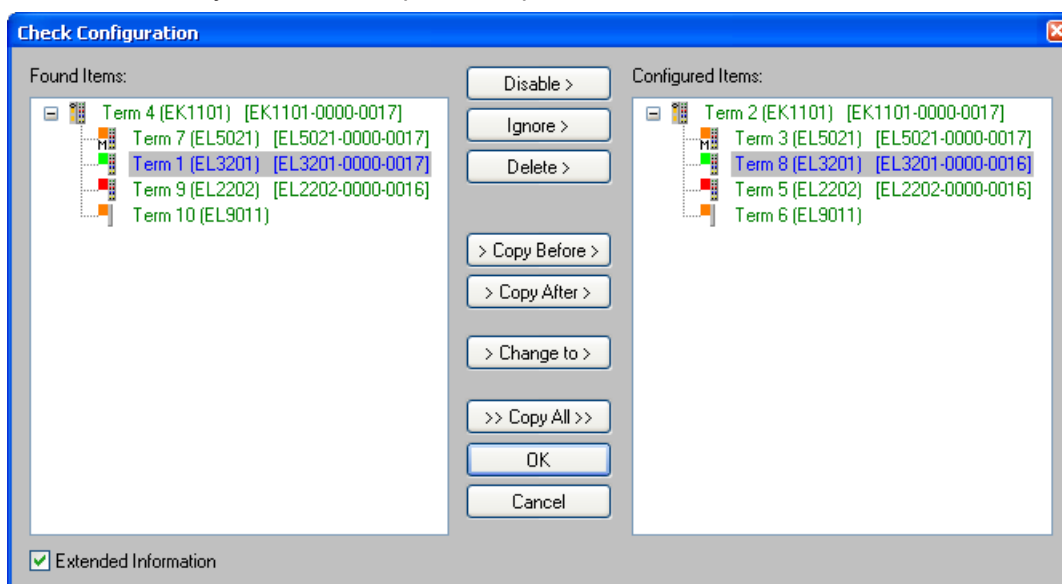 Check Configuration
Found Items:
Term 4 (EK1101) [EK1101-0000-0017]
Term 7 (EL5021) [EL5021-0000-0017]
Term 1 (EL3201) [EL3201-0000-0017]
Term 9 (EL2202) [EL2202-0000-0016]
Term 10 (EL9011)
Disable >
Ignore >
Delete >
> Copy Before >
> Copy After >
> Change to >
>> Copy All >>
OK
Cancel
Configured Items:
Term 2 (EK1101) [EK1101-0000-0017]
Term 3 (EL5021) [EL5021-0000-0017]
Term 8 (EL3201) [EL3201-0000-0016]
Term 5 (EL2202) [EL2202-0000-0016]
Term 6 (EL9011)
Extended Information